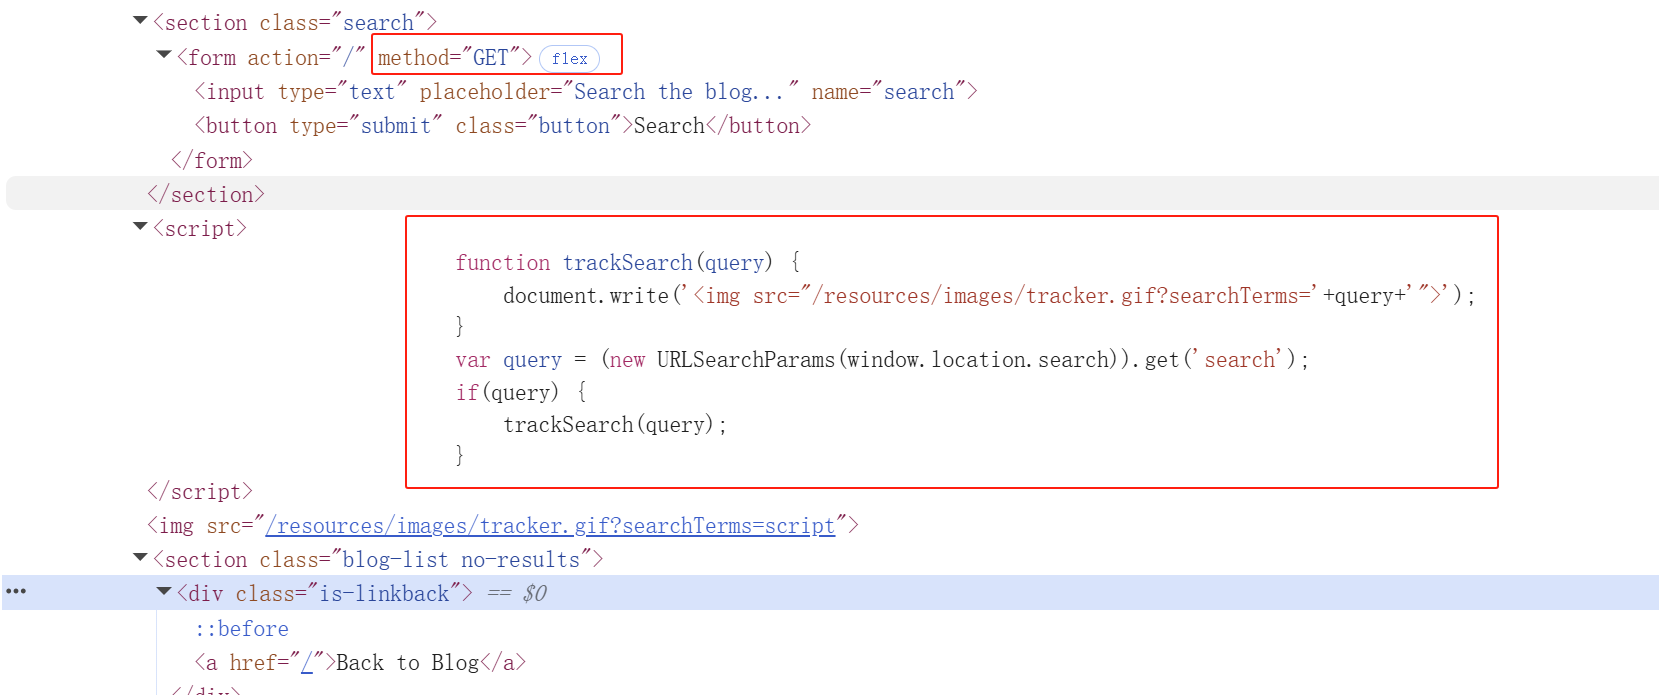 <section class="search">
<form action="/" method="GET"> flex
<input type="text" placeholder="Search the blog..." name="search">
<button type="submit" class="button">Search</button>
</form>
</section>
<script>
function trackSearch(query) {
document.write('<img src="/resources/images/tracker.gif?searchTerms='+query+'">');
}
var query = (new URLSearchParams(window.location.search)).get('search');
if(query) {
trackSearch(query);
}
</script>
<img src="/resources/images/tracker.gif?searchTerms=script">
<section class="blog-list no-results">
... <div class="is-linkback"> == $0
::before
<a href="/">Back to Blog</a>
</div>